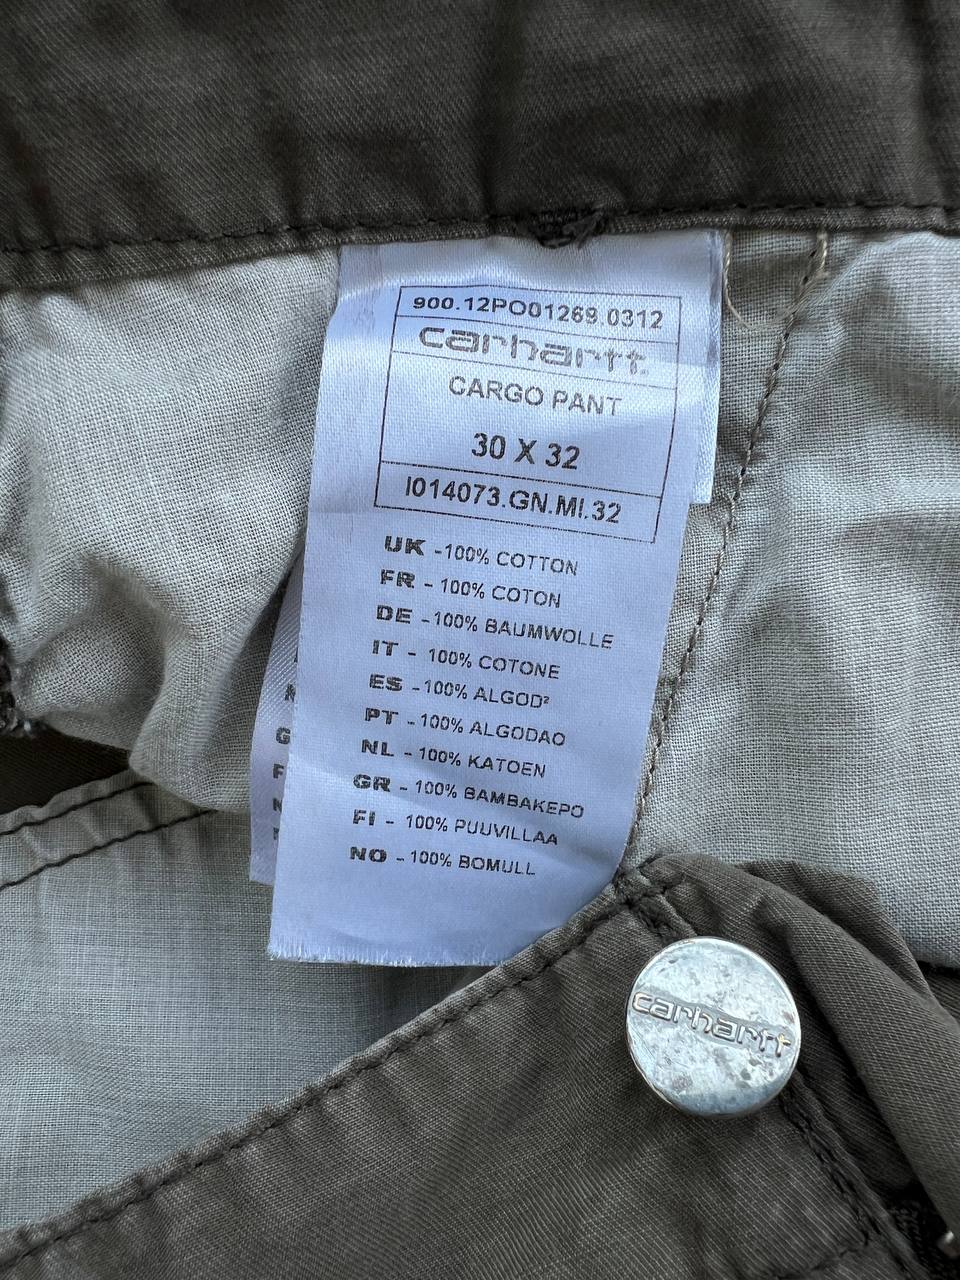 900.12PO01269.0312
carhartt.
CARGO PANT
30 X 32
I014073.GN.MI.32
UK -100% COTTON
FR - 100% COTON
DE -100% BAUMWOLLE
IT - 100% COTONE
ES -100% ALGOD²
PT -100% ALGODAO
NL - 100% KATOEN
GR - 100% BAMBAKEPO
FI - 100% PUUVILLAA
NO - 100% BOMULL
carhartt